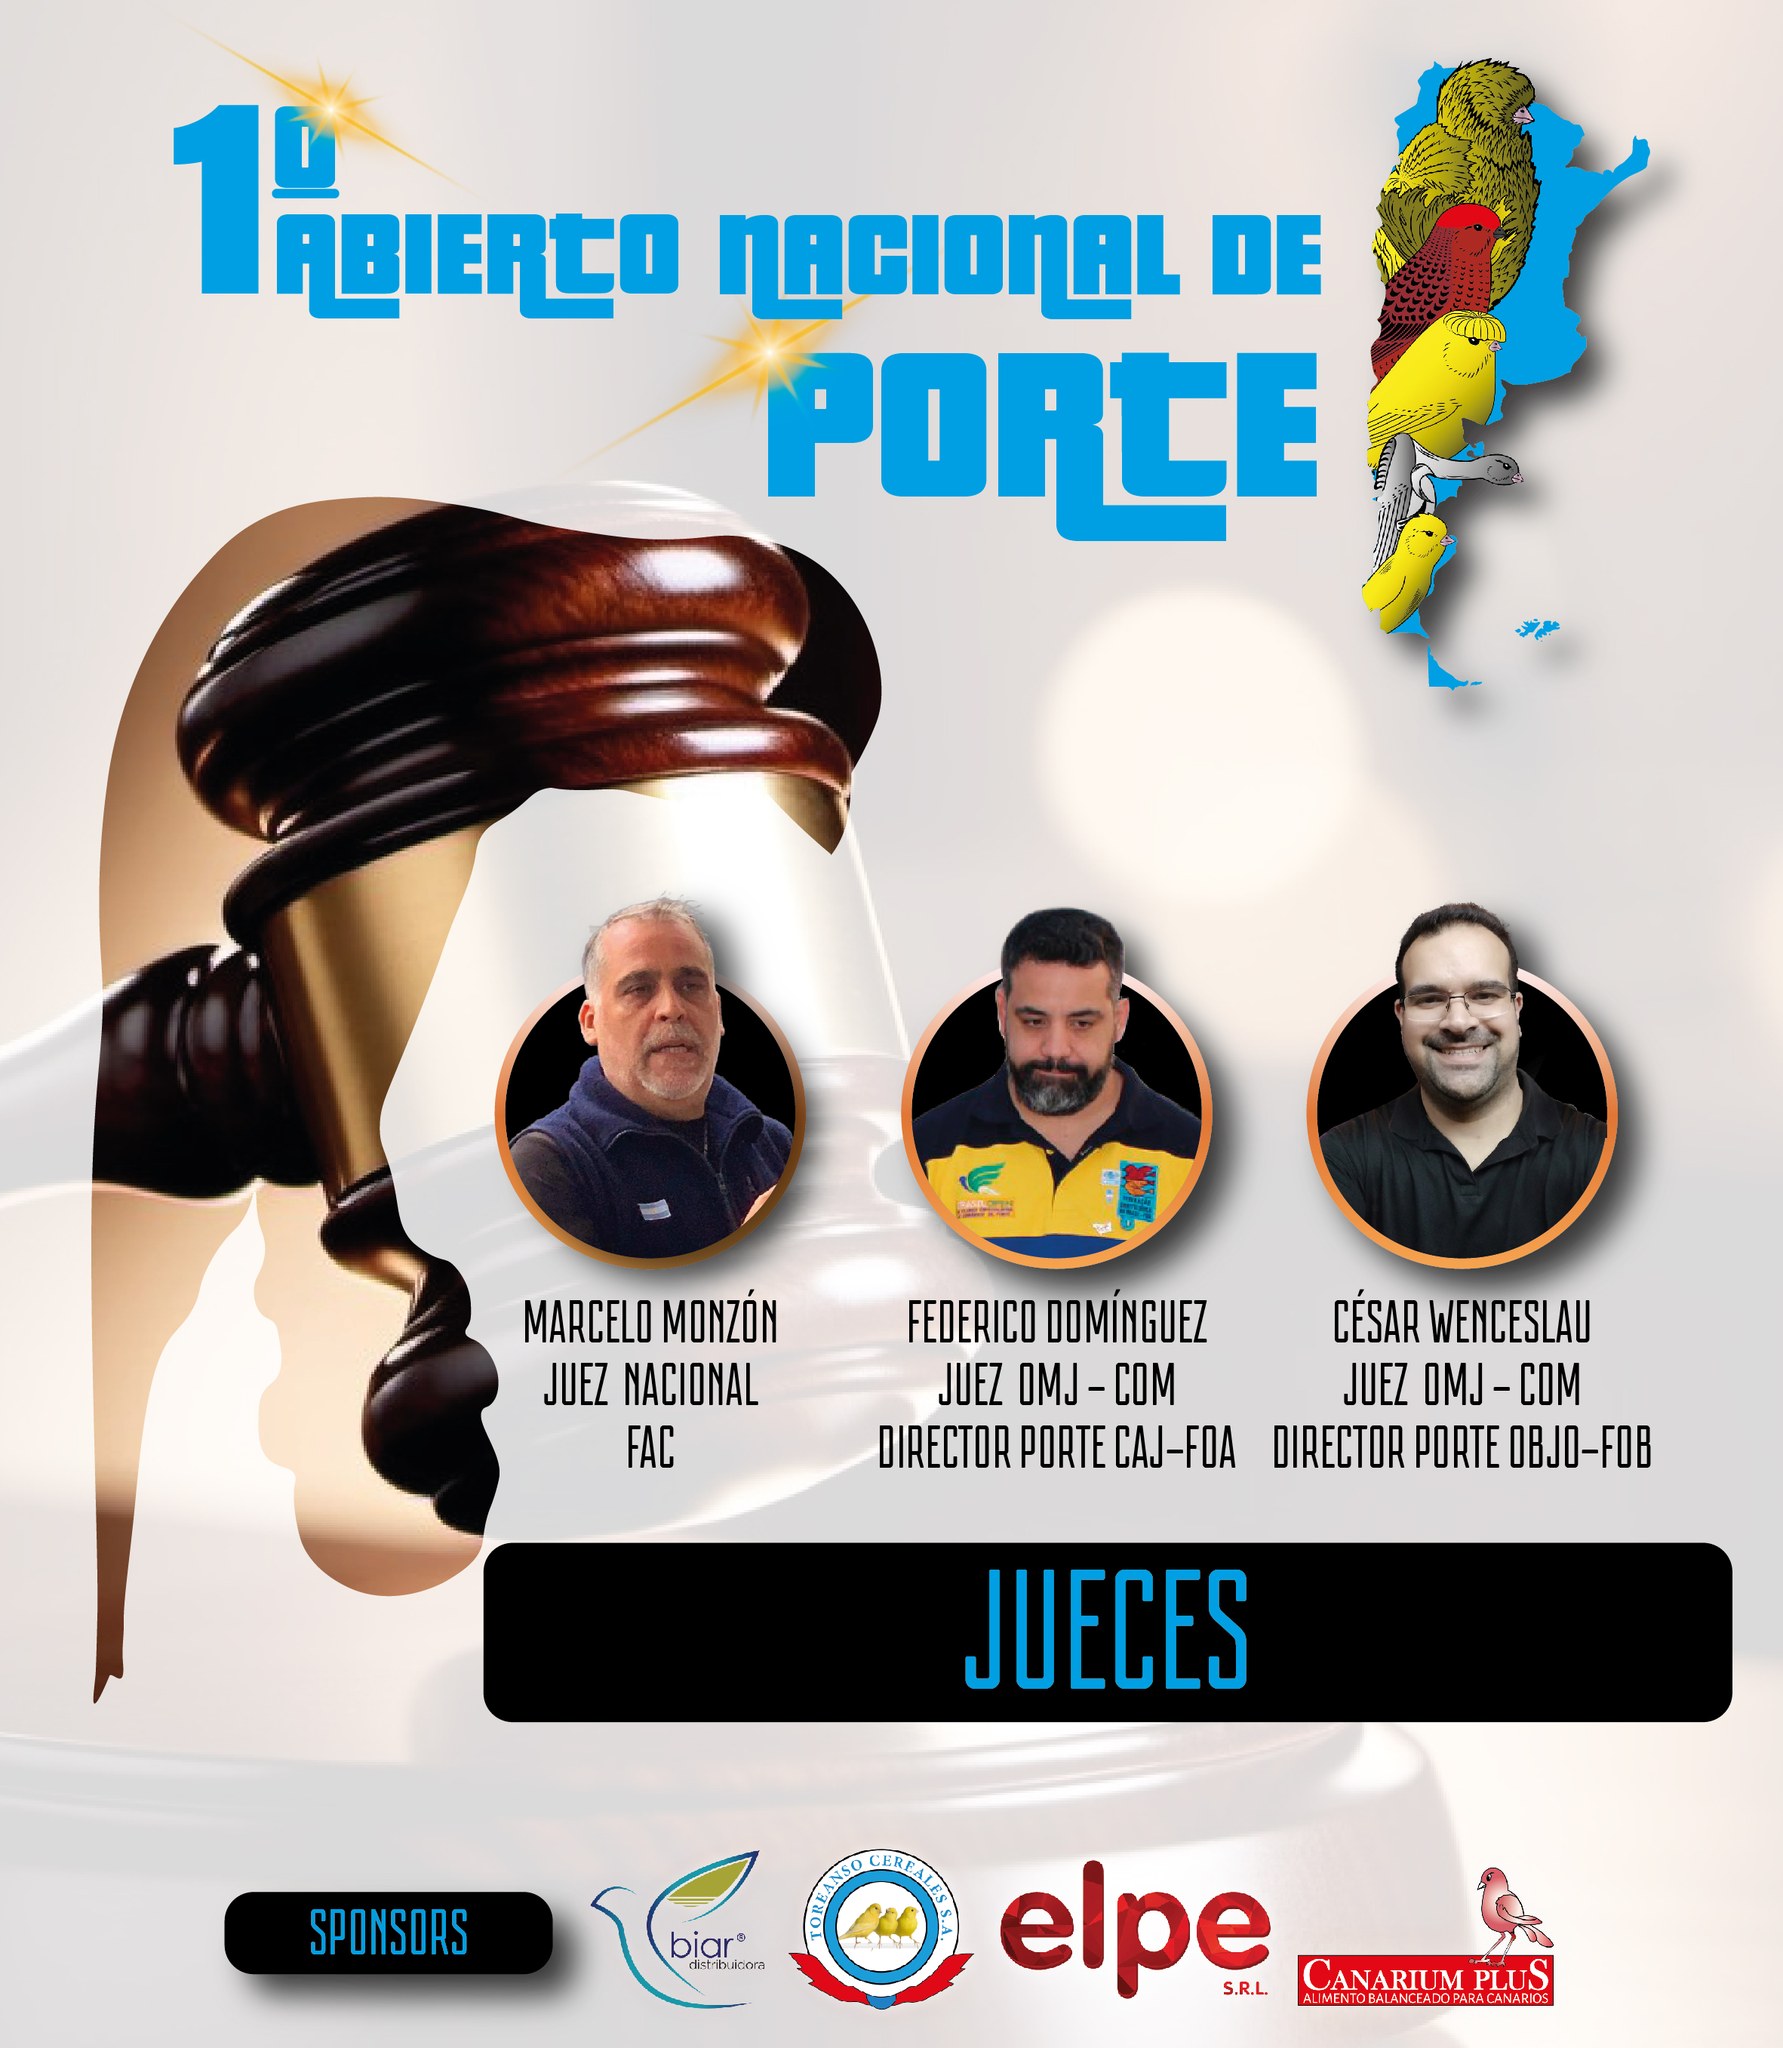 1º
ABIERTO NACIONAL DE
PORTE
MARCELO MONZÓN
JUEZ NACIONAL
FAC
FEDERICO DOMÍNGUEZ
JUEZ OMJ – COM
DIRECTOR PORTE CAJ–FOA
CÉSAR WENCESLAU
JUEZ OMJ – COM
DIRECTOR PORTE OBJO–FOB
JUECES
SPONSORS
biar®
distribuidora
TOREANSO CEREALES S.A.
elpe
S.R.L.
CANARIUM PLUS
ALIMENTO BALANCEADO PARA CANARIOS